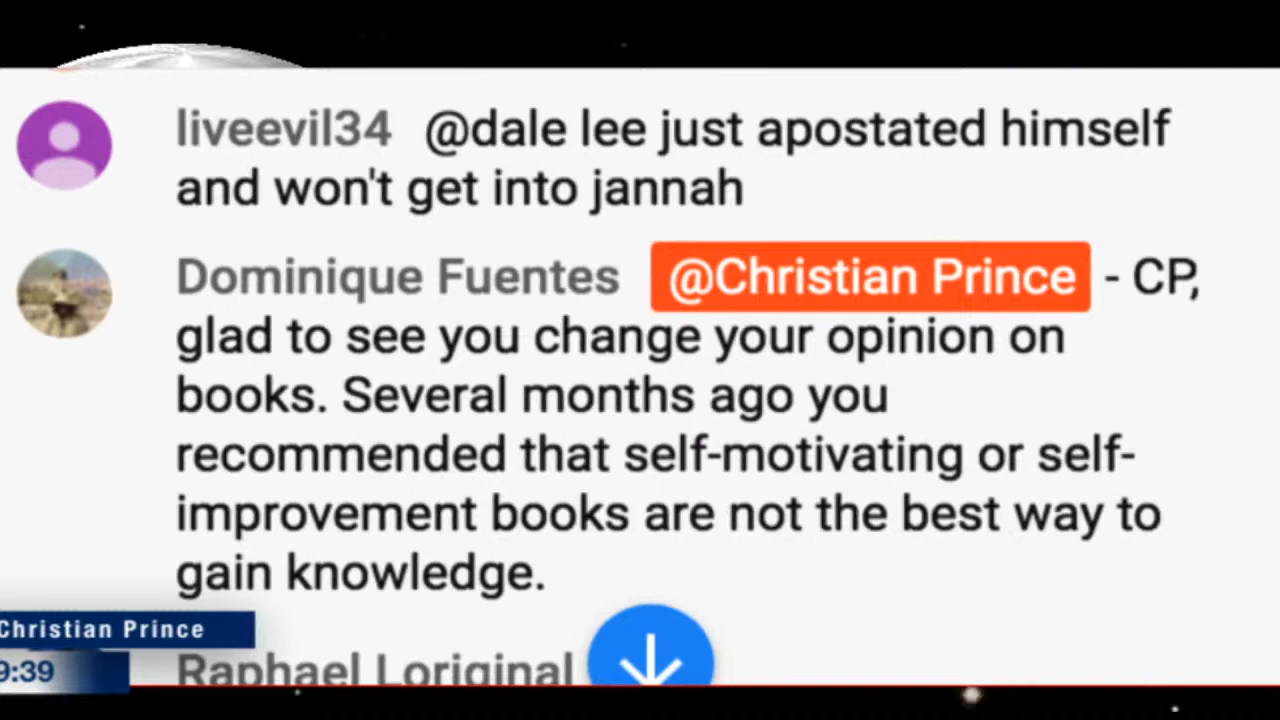 liveevil34 @dale lee just apostated himself
and won't get into jannah
Dominique Fuentes @Christian Prince - CP,
glad to see you change your opinion on
books. Several months ago you
recommended that self-motivating or self-
improvement books are not the best way to
gain knowledge.
Christian Prince
9:39
Raphael Loriginal